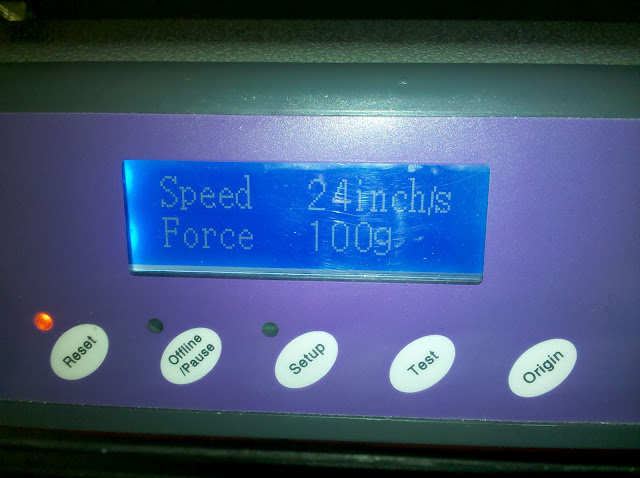 Speed 24inch/s
Force 100g
Reset
Offline
/Pause
Setup
Test
Origin